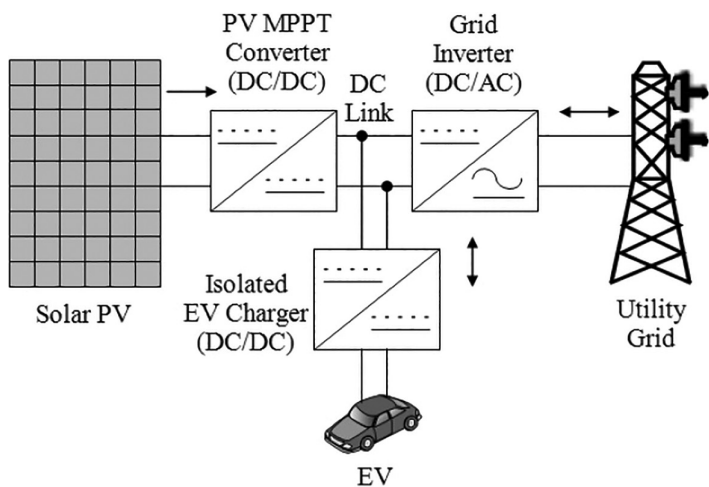 PV MPPT
Converter
(DC/DC)
DC
Link
Grid
Inverter
(DC/AC)
Solar PV
Isolated
EV Charger
(DC/DC)
Utility
Grid
EV